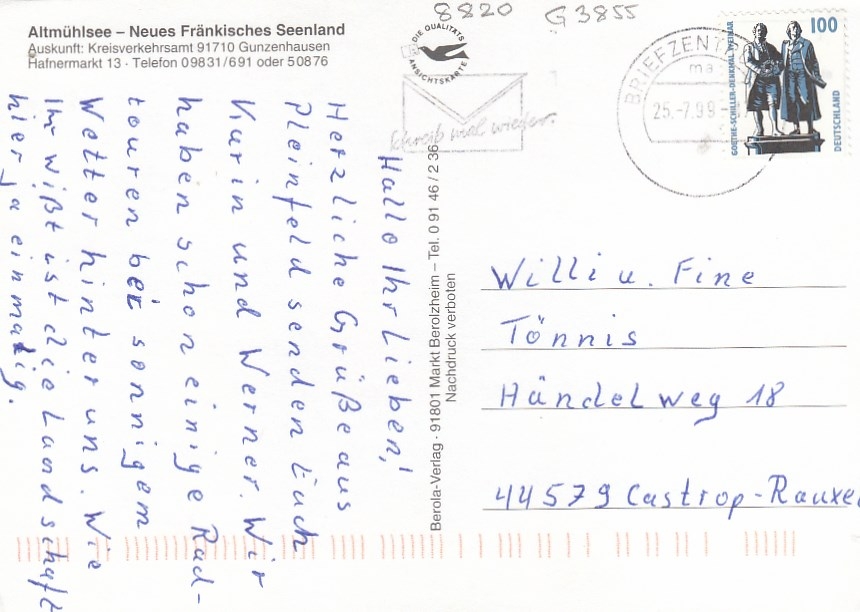 8820 G3855
Altmühlsee – Neues Fränkisches Seenland
Auskunft: Kreisverkehrsamt 91710 Gunzenhausen
Hafnermarkt 13 · Telefon 09831/691 oder 50876
DIE QUALITÄTS
ANSICHTSKARTE
Schreib mal wieder.
BRIEFZENT
ma
25.-7.99
100
GOETHE-SCHILLER-DENKMAL WEIMAR
DEUTSCHLAND
Hallo Ihr Lieben!
Herzliche Grüße aus
Pleinfeld senden Euch
Karin und Werner. Wir
haben schon einige Rad-
touren bei sonnigem
Wetter hinter uns. Wie
Ihr wißt ist die Landschaft
hier ja einmalig.
Berola-Verlag · 91801 Markt Berolzheim – Tel. 0 91 46 / 2 36
Nachdruck verboten
Willi u. Fine
Tönnis
Händelweg 18
44579 Castrop-Rauxel